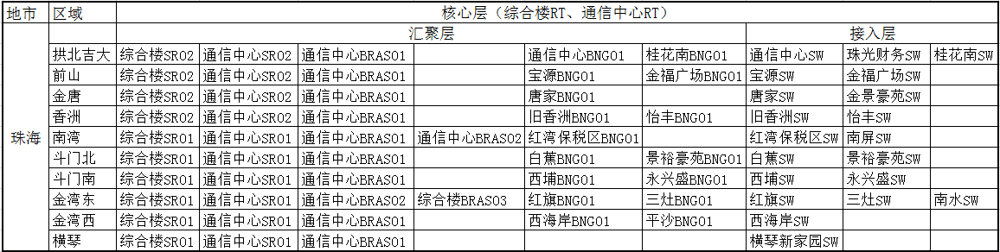 地市 区域 核心层（综合楼RT、通信中心RT）
汇聚层 接入层
拱北吉大 综合楼SR02 通信中心SR02 通信中心BRAS01 通信中心BNG01 桂花南BNG01 通信中心SW 珠光财务SW 桂花南SW
前山 综合楼SR02 通信中心SR02 通信中心BRAS01 宝源BNG01 金福广场BNG01 宝源SW 金福广场SW
金唐 综合楼SR02 通信中心SR02 通信中心BRAS01 唐家BNG01 唐家SW 金景豪苑SW
香洲 综合楼SR02 通信中心SR02 通信中心BRAS01 旧香洲BNG01 怡丰BNG01 旧香洲SW 怡丰SW
珠海 南湾 综合楼SR01 通信中心SR01 通信中心BRAS01 通信中心BRAS02 红湾保税区BNG01 红湾保税区SW 南屏SW
斗门北 综合楼SR01 通信中心SR01 通信中心BRAS01 白蕉BNG01 景裕豪苑BNG01 白蕉SW 景裕豪苑SW
斗门南 综合楼SR01 通信中心SR01 通信中心BRAS01 西埔BNG01 永兴盛BNG01 西埔SW 永兴盛SW
金湾东 综合楼SR01 通信中心SR01 通信中心BRAS02 综合楼BRAS03 红旗BNG01 三灶BNG01 红旗SW 三灶SW 南水SW
金湾西 综合楼SR01 通信中心SR01 通信中心BRAS01 西海岸BNG01 平沙BNG01 西海岸SW
横琴 综合楼SR01 通信中心SR01 通信中心BRAS01 横琴新家园SW